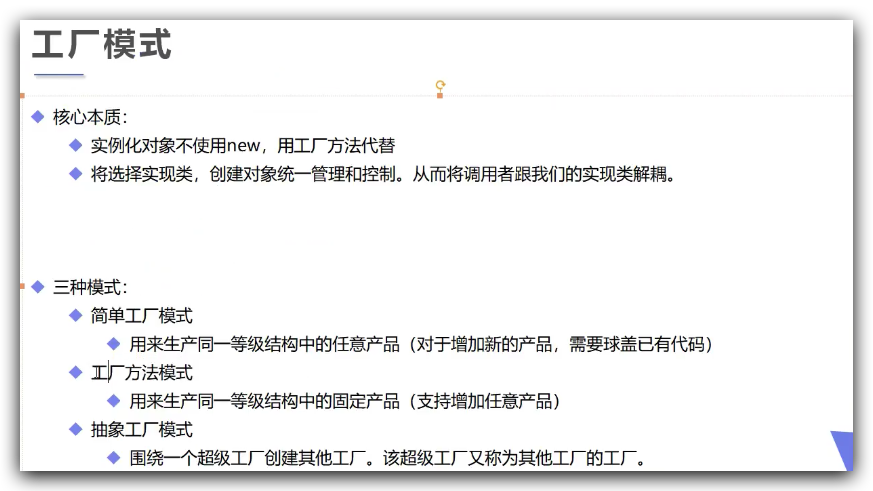 工厂模式
核心本质：
实例化对象不使用new，用工厂方法代替
将选择实现类，创建对象统一管理和控制。从而将调用者跟我们的实现类解耦。
三种模式：
简单工厂模式
用来生产同一等级结构中的任意产品（对于增加新的产品，需要球盖已有代码）
工厂方法模式
用来生产同一等级结构中的固定产品（支持增加任意产品）
抽象工厂模式
围绕一个超级工厂创建其他工厂。该超级工厂又称为其他工厂的工厂。